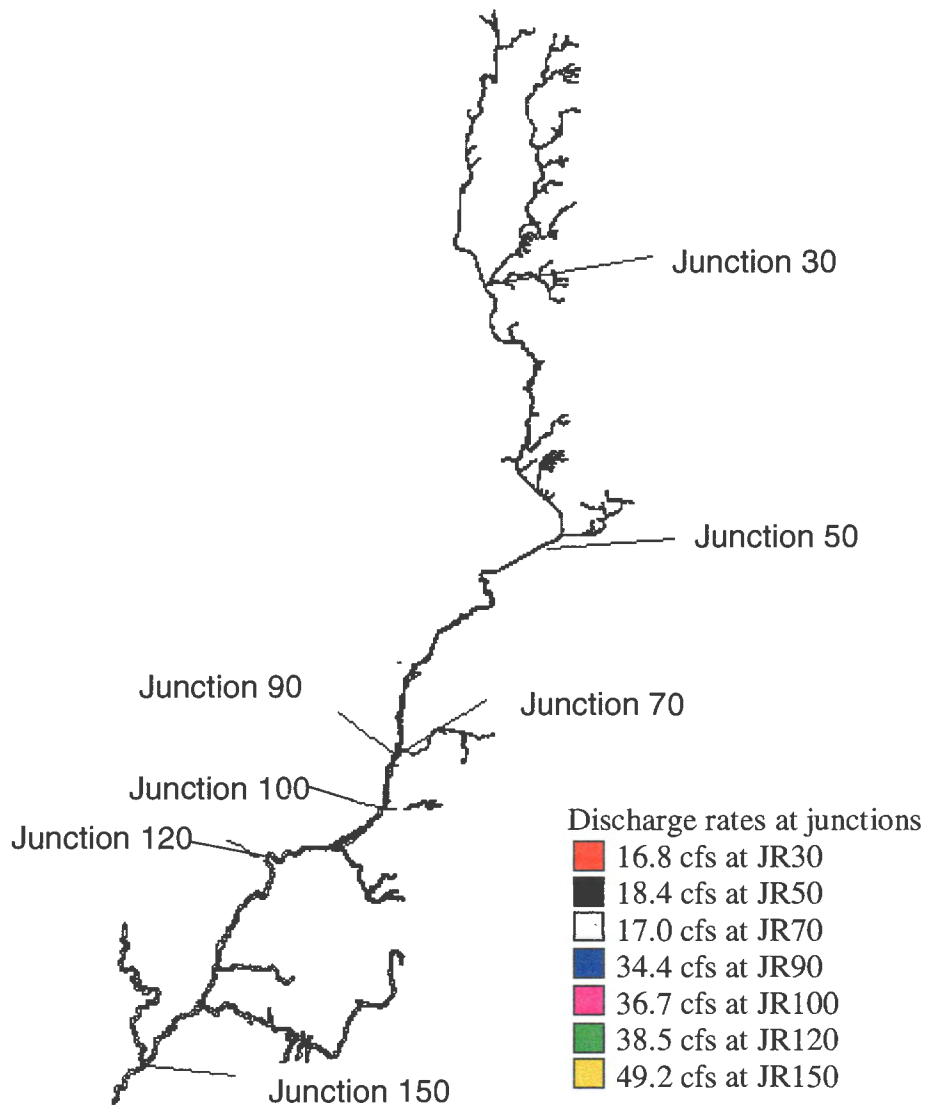 Junction 30
Junction 50
Junction 90
Junction 70
Junction 100
Junction 120
Discharge rates at junctions
16.8 cfs at JR30
18.4 cfs at JR50
17.0 cfs at JR70
34.4 cfs at JR90
36.7 cfs at JR100
38.5 cfs at JR120
49.2 cfs at JR150
Junction 150